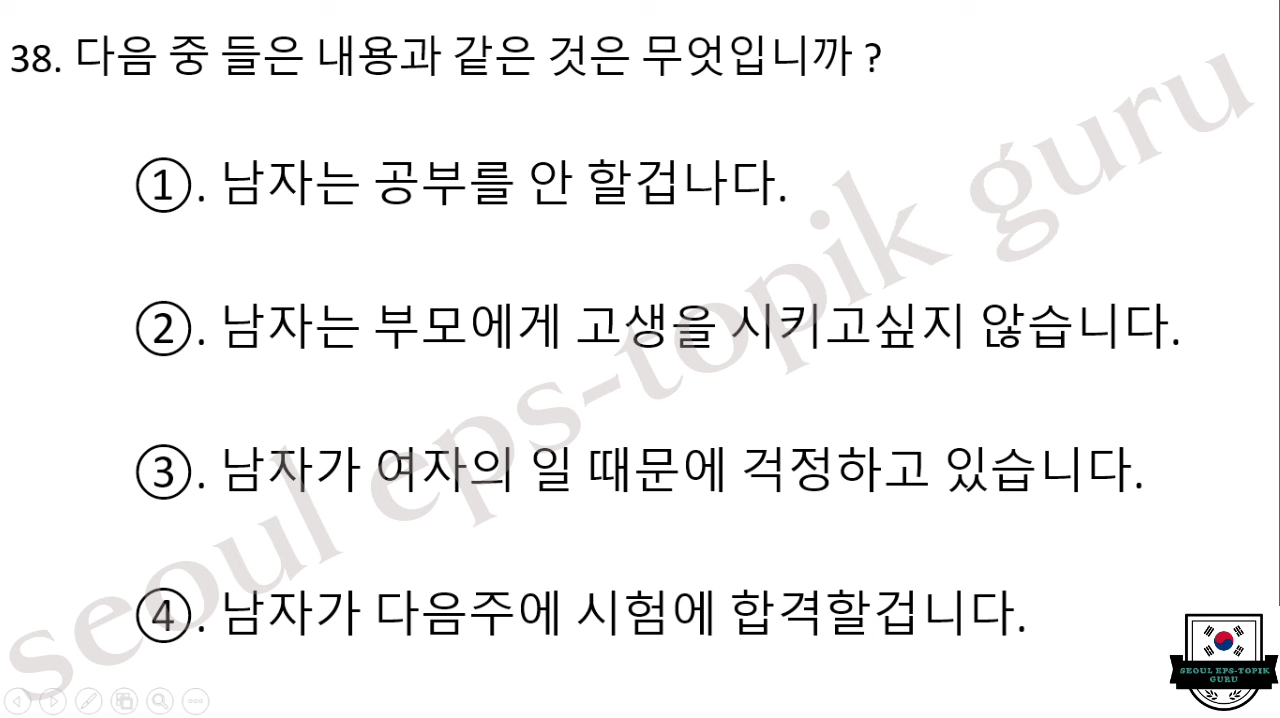 38. 다음 중 들은 내용과 같은 것은 무엇입니까 ?
①. 남자는 공부를 안 할겁나다.
②. 남자는 부모에게 고생을 시키고싶지 않습니다.
③. 남자가 여자의 일 때문에 걱정하고 있습니다.
④. 남자가 다음주에 시험에 합격할겁니다.
seoul eps-topik guru
SEOUL EPS-TOPIK
GURU